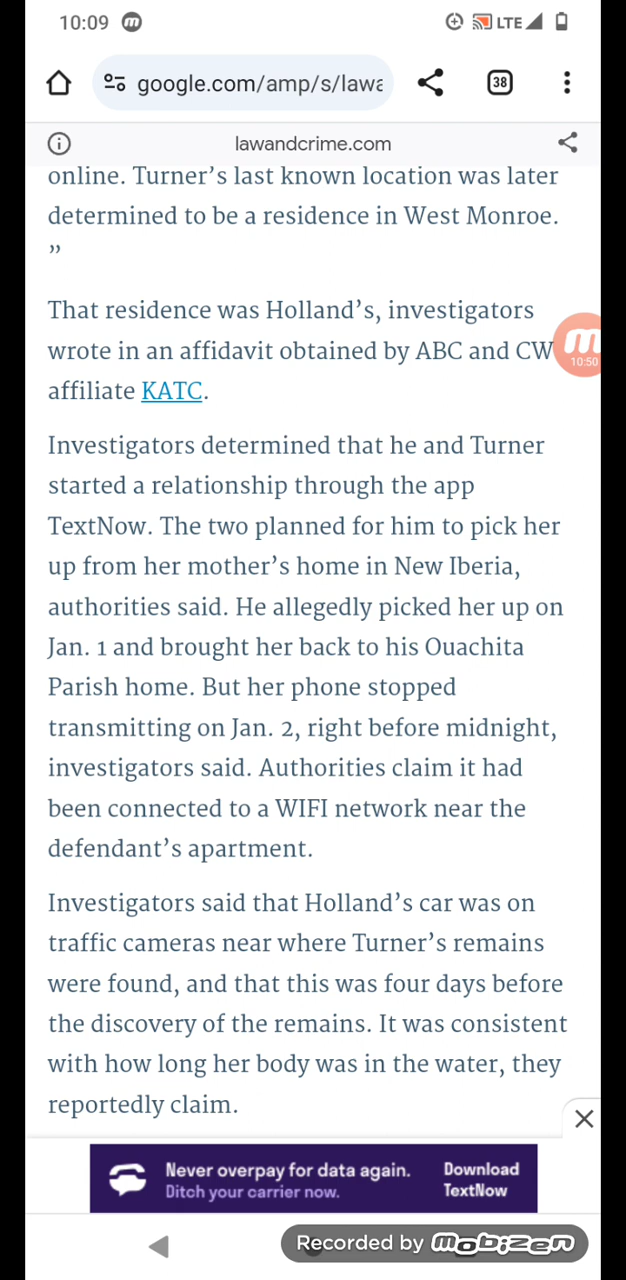 10:09
LTE
google.com/amp/s/lawa
38
lawandcrime.com
online. Turner’s last known location was later
determined to be a residence in West Monroe.
”
That residence was Holland’s, investigators
wrote in an affidavit obtained by ABC and CW
affiliate KATC.
10:50
Investigators determined that he and Turner
started a relationship through the app
TextNow. The two planned for him to pick her
up from her mother’s home in New Iberia,
authorities said. He allegedly picked her up on
Jan. 1 and brought her back to his Ouachita
Parish home. But her phone stopped
transmitting on Jan. 2, right before midnight,
investigators said. Authorities claim it had
been connected to a WIFI network near the
defendant’s apartment.
Investigators said that Holland’s car was on
traffic cameras near where Turner’s remains
were found, and that this was four days before
the discovery of the remains. It was consistent
with how long her body was in the water, they
reportedly claim.
Never overpay for data again.
Ditch your carrier now.
Download
TextNow
Recorded by mobizen